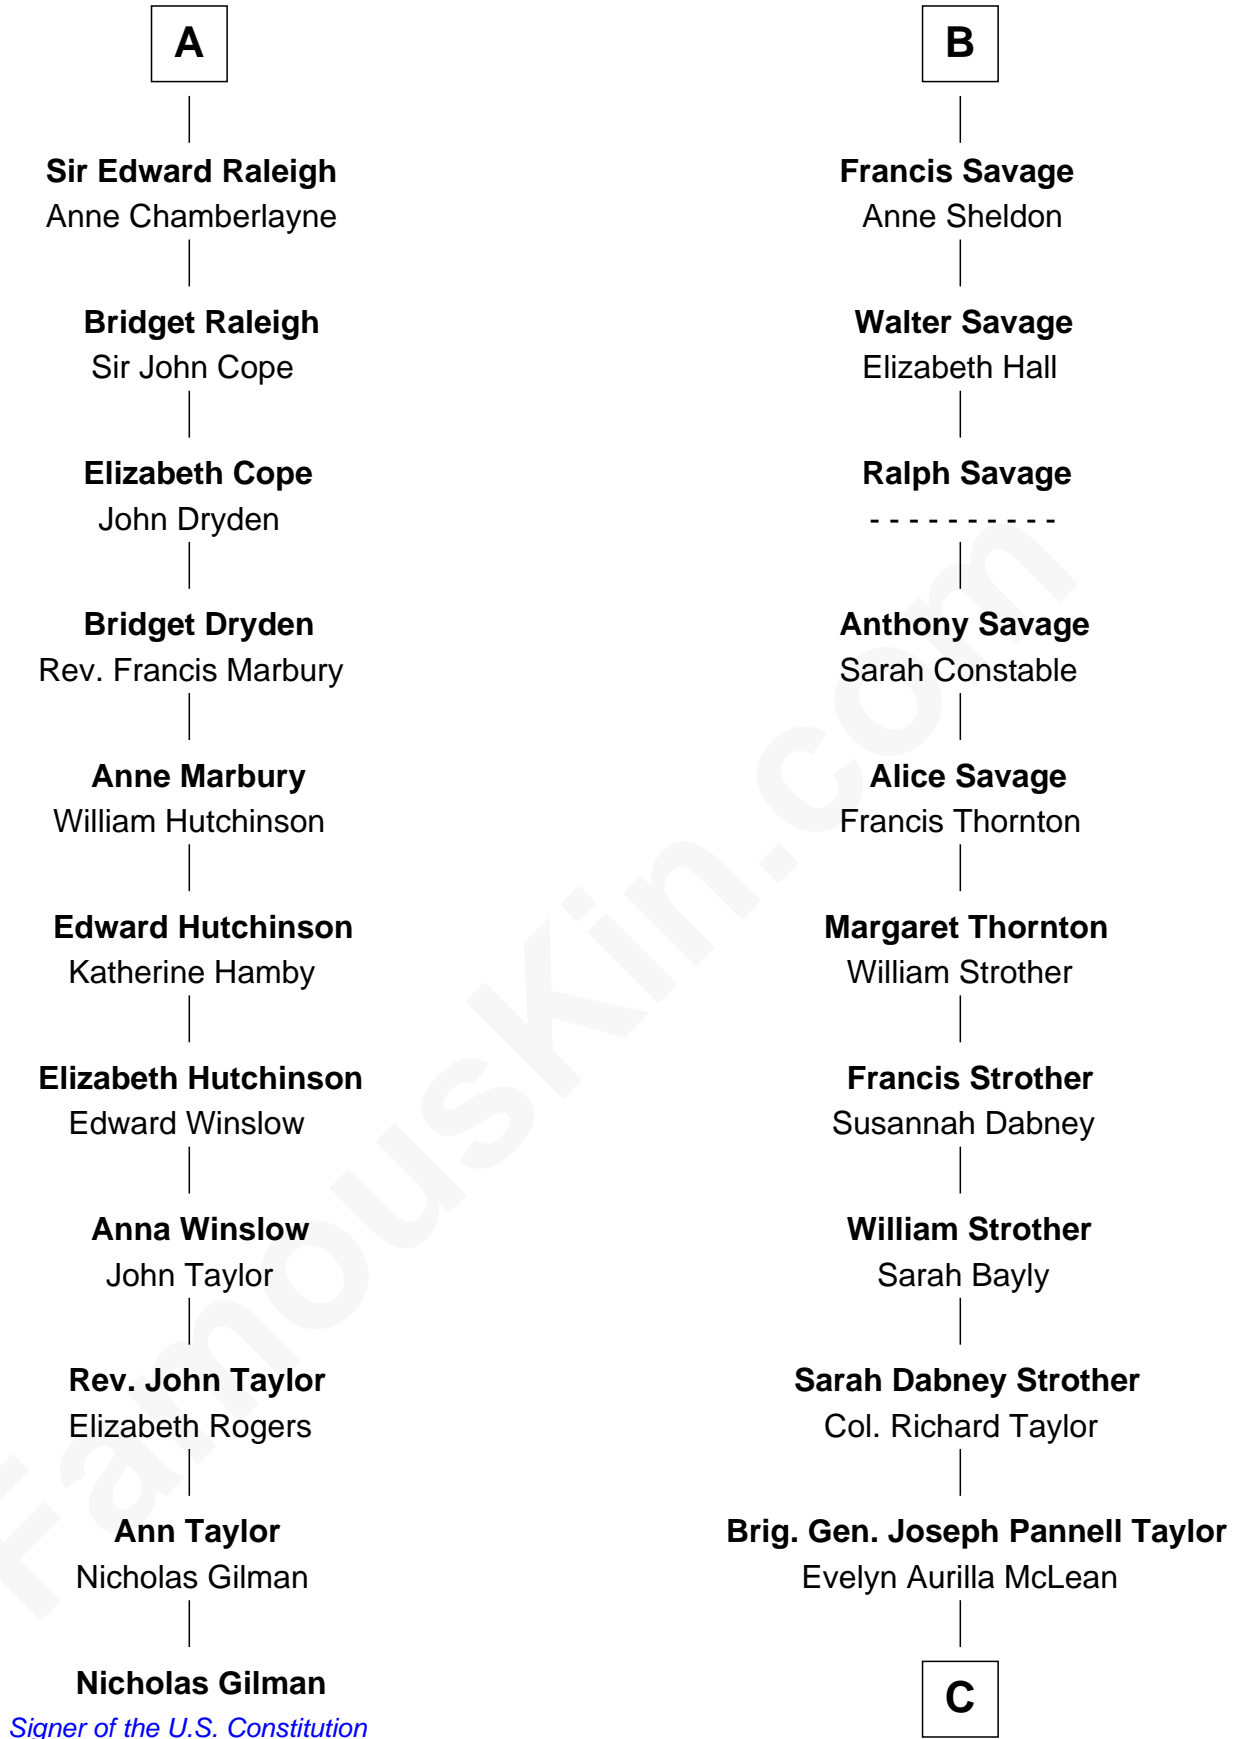 A
Sir Edward Raleigh
Anne Chamberlayne
Bridget Raleigh
Sir John Cope
Elizabeth Cope
John Dryden
Bridget Dryden
Rev. Francis Marbury
Anne Marbury
William Hutchinson
Edward Hutchinson
Katherine Hamby
Elizabeth Hutchinson
Edward Winslow
Anna Winslow
John Taylor
Rev. John Taylor
Elizabeth Rogers
Ann Taylor
Nicholas Gilman
Nicholas Gilman
Signer of the U.S. Constitution
B
Francis Savage
Anne Sheldon
Walter Savage
Elizabeth Hall
Ralph Savage
- - - - - - - - - -
Anthony Savage
Sarah Constable
Alice Savage
Francis Thornton
Margaret Thornton
William Strother
Francis Strother
Susannah Dabney
William Strother
Sarah Bayly
Sarah Dabney Strother
Col. Richard Taylor
Brig. Gen. Joseph Pannell Taylor
Evelyn Aurilla McLean
C
FamousKin.com